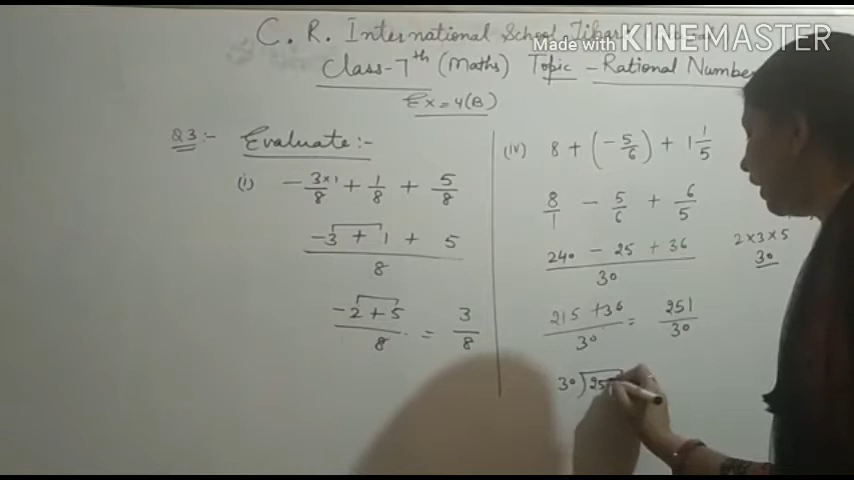 C. R. International School
Made with KINEMASTER
Class-7th (Maths) Topic - Rational Number
Ex = 4(B)
Q3:- Evaluate:-
(i) - 3×1/8 + 1/8 + 5/8
-3 + 1 + 5 / 8
-2 + 5 / 8 = 3/8
(iv) 8 + (-5/6) + 1 1/5
8/1 - 5/6 + 6/5
240 - 25 + 36 / 30
2×3×5
30
215 + 36 / 30 = 251/30
30)25